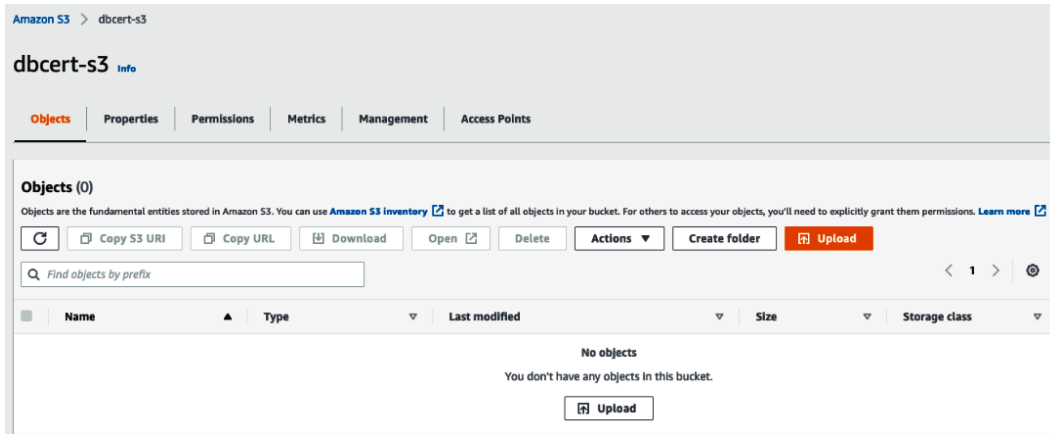 Amazon S3 > dbcert-s3
dbcert-s3 Info
Objects Properties Permissions Metrics Management Access Points
Objects (0)
Objects are the fundamental entities stored in Amazon S3. You can use Amazon S3 inventory to get a list of all objects in your bucket. For others to access your objects, you'll need to explicitly grant them permissions. Learn more
Copy S3 URI Copy URL Download Open Delete Actions Create folder Upload
Find objects by prefix 1
Name Type Last modified Size Storage class
No objects
You don't have any objects in this bucket.
Upload